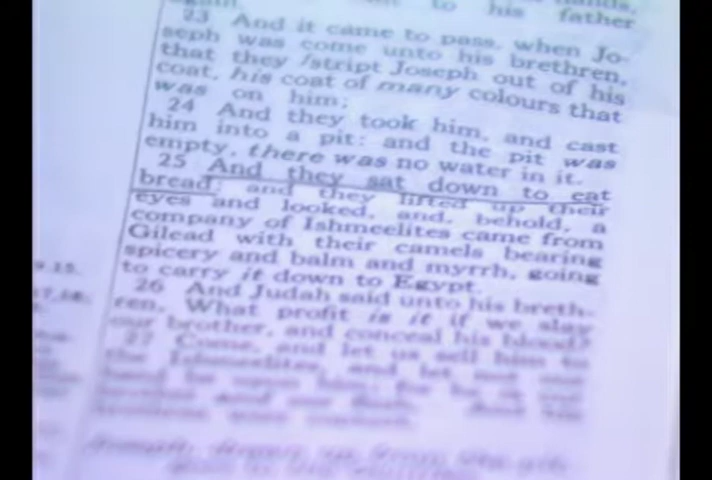 to his father
23 And it came to pass, when Jo-
seph was come unto his brethren,
that they /stript Joseph out of his
coat, his coat of many colours that
was on him;
24 And they took him, and cast
him into a pit: and the pit was
empty, there was no water in it.
25 And they sat down to eat
bread: and they lifted up their
eyes and looked, and, behold, a
company of Ishmeelites came from
Gilead with their camels bearing
spicery and balm and myrrh, going
to carry it down to Egypt.
26 And Judah said unto his breth-
ren, What profit is it if we slay
our brother, and conceal his blood?
27 Come, and let us sell him to
the Ishmeelites, and let not our